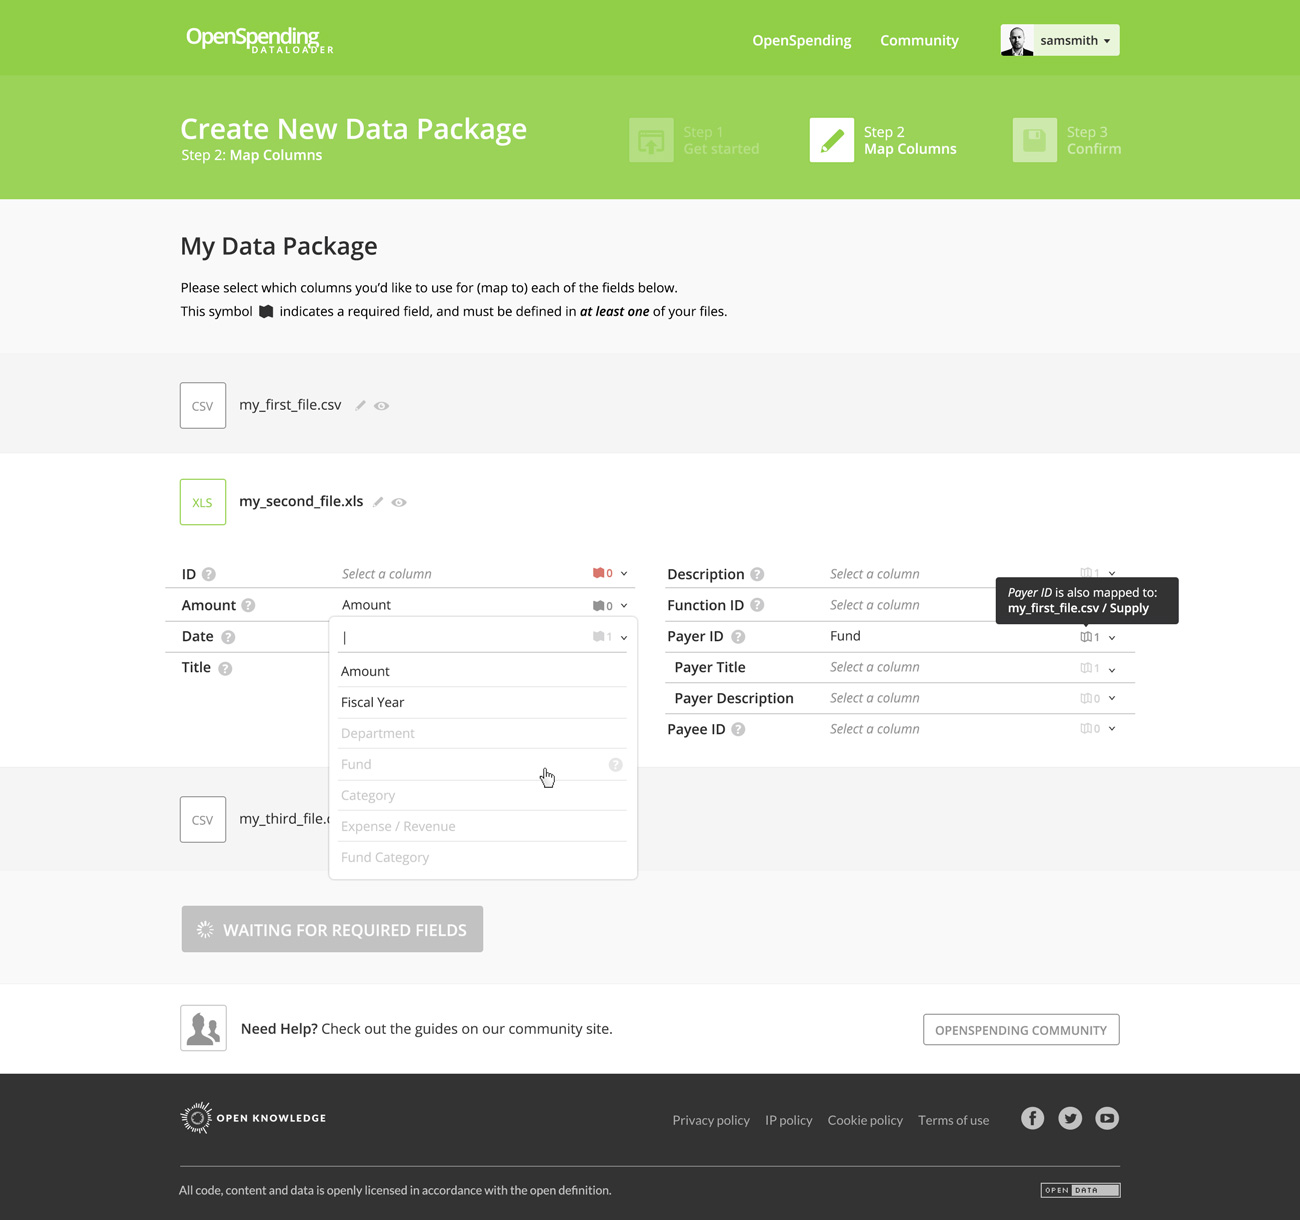 OpenSpending
DATALOADER
OpenSpending Community samsmith
Create New Data Package
Step 2: Map Columns
Step 1
Get started
Step 2
Map Columns
Step 3
Confirm
My Data Package
Please select which columns you'd like to use for (map to) each of the fields below.
This symbol indicates a required field, and must be defined in at least one of your files.
CSV my_first_file.csv
XLS my_second_file.xls
ID ? Select a column 0
Amount ? Amount 0
Date ? | 1
Title ?
Amount
Fiscal Year
Department
Fund ?
Category
Expense / Revenue
Fund Category
Description ? Select a column 1
Function ID ? Select a column
Payer ID is also mapped to:
my_first_file.csv / Supply
Payer ID ? Fund 1
Payer Title Select a column 1
Payer Description Select a column 0
Payee ID ? Select a column 0
CSV my_third_file.
WAITING FOR REQUIRED FIELDS
Need Help? Check out the guides on our community site.
OPENSPENDING COMMUNITY
OPEN KNOWLEDGE
Privacy policy IP policy Cookie policy Terms of use
All code, content and data is openly licensed in accordance with the open definition.
OPEN DATA